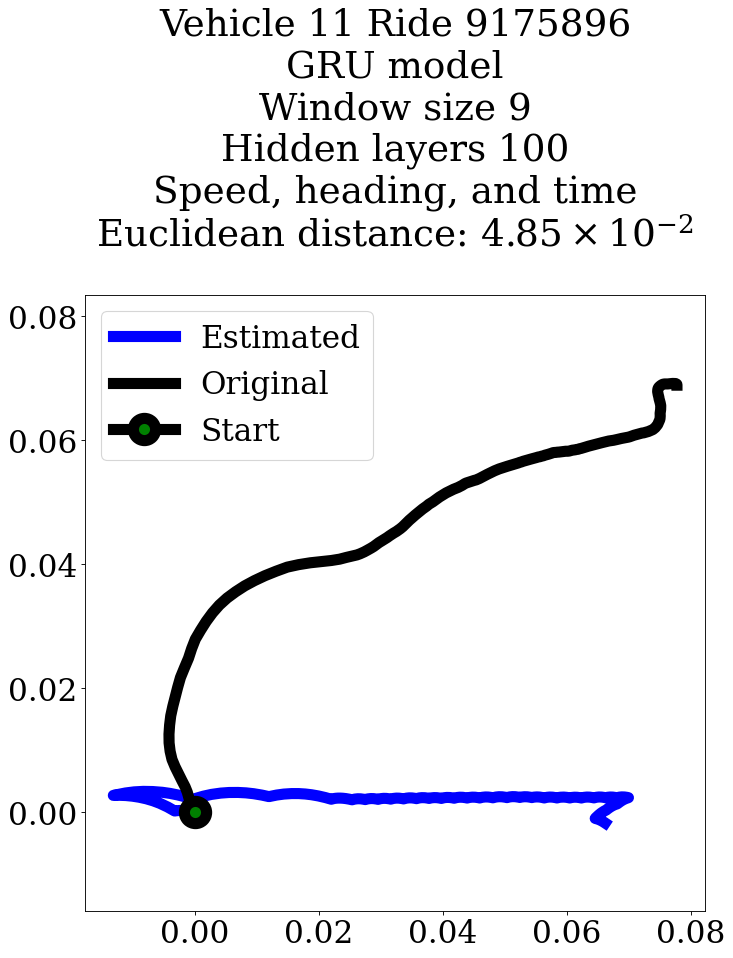 Vehicle 11 Ride 9175896
GRU model
Window size 9
Hidden layers 100
Speed, heading, and time
Euclidean distance: 4.85 × 10⁻²
0.08
0.06
0.04
0.02
0.00
Estimated
Original
Start
0.00 0.02 0.04 0.06 0.08